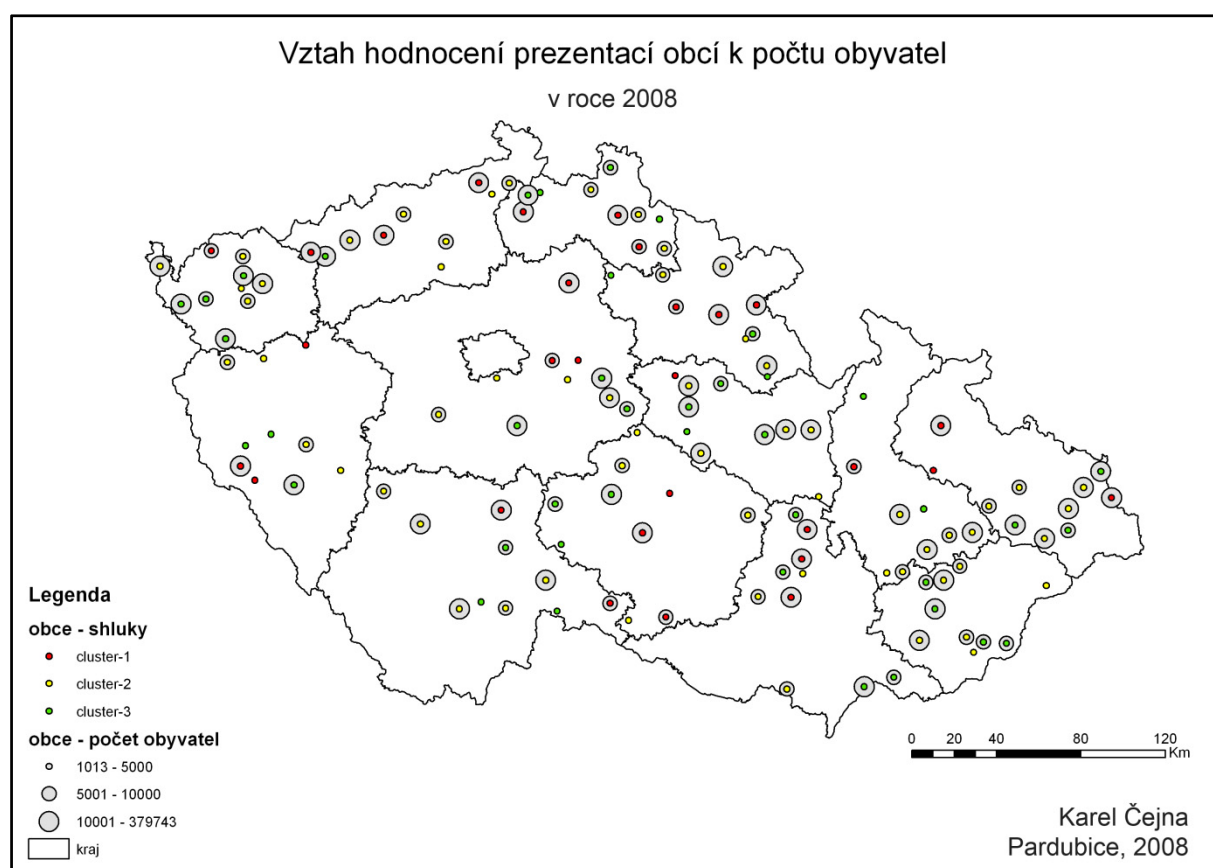 Vztah hodnocení prezentací obcí k počtu obyvatel
v roce 2008
Legenda
obce - shluky
cluster-1
cluster-2
cluster-3
obce - počet obyvatel
1013 - 5000
5001 - 10000
10001 - 379743
kraj
0 20 40 80 120
Km
Karel Čejna
Pardubice, 2008